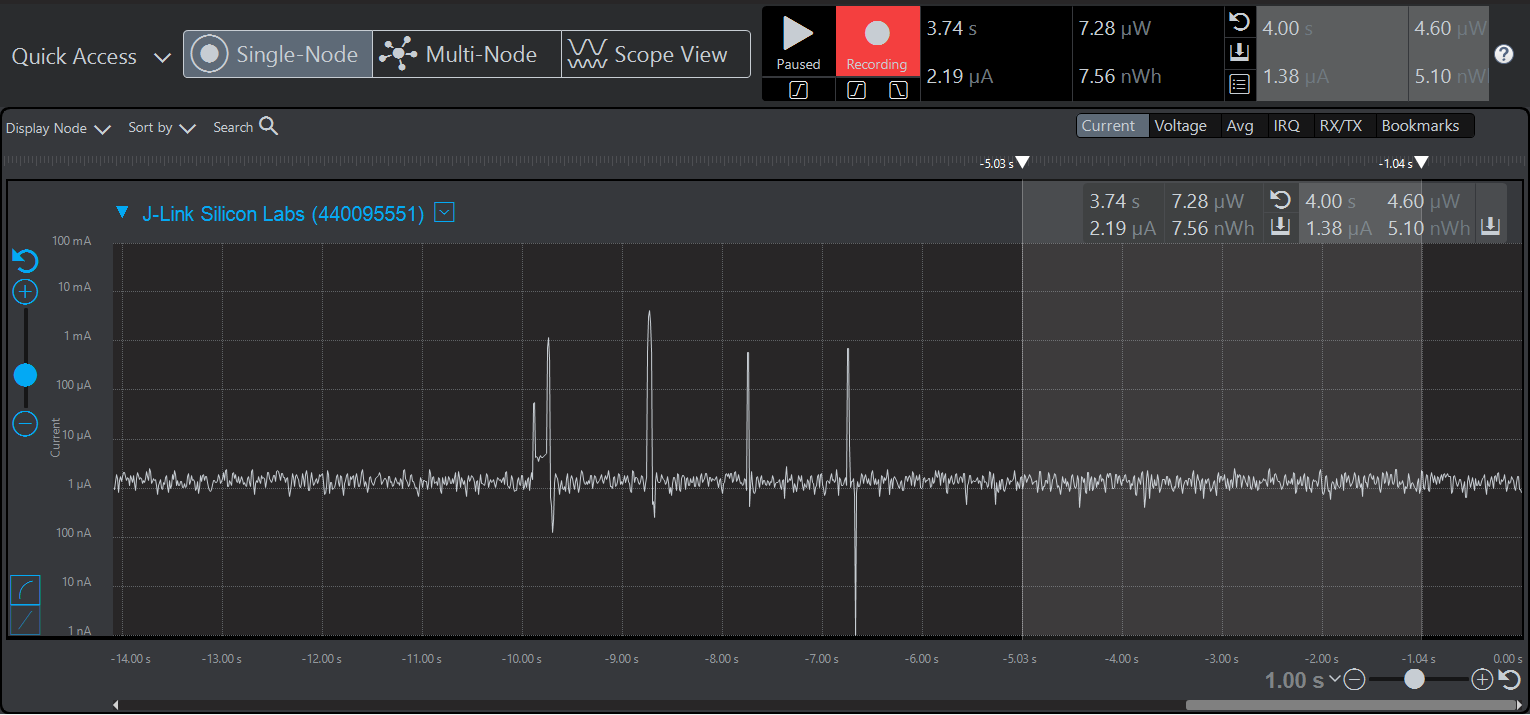 Quick Access
Single-Node
Multi-Node
Scope View
Paused
Recording
3.74 s
2.19 µA
7.28 µW
7.56 nWh
4.00 s
1.38 µA
4.60 µW
5.10 nW
?
Display Node
Sort by
Search
Current
Voltage
Avg
IRQ
RX/TX
Bookmarks
-5.03 s
-1.04 s
J-Link Silicon Labs (440095551)
3.74 s
2.19 µA
7.28 µW
7.56 nWh
4.00 s
1.38 µA
4.60 µW
5.10 nWh
100 mA
10 mA
1 mA
100 µA
10 µA
1 µA
100 nA
10 nA
1 nA
Current
-14.00 s
-13.00 s
-12.00 s
-11.00 s
-10.00 s
-9.00 s
-8.00 s
-7.00 s
-6.00 s
-5.03 s
-4.00 s
-3.00 s
-2.00 s
-1.04 s
0.00 s
1.00 s